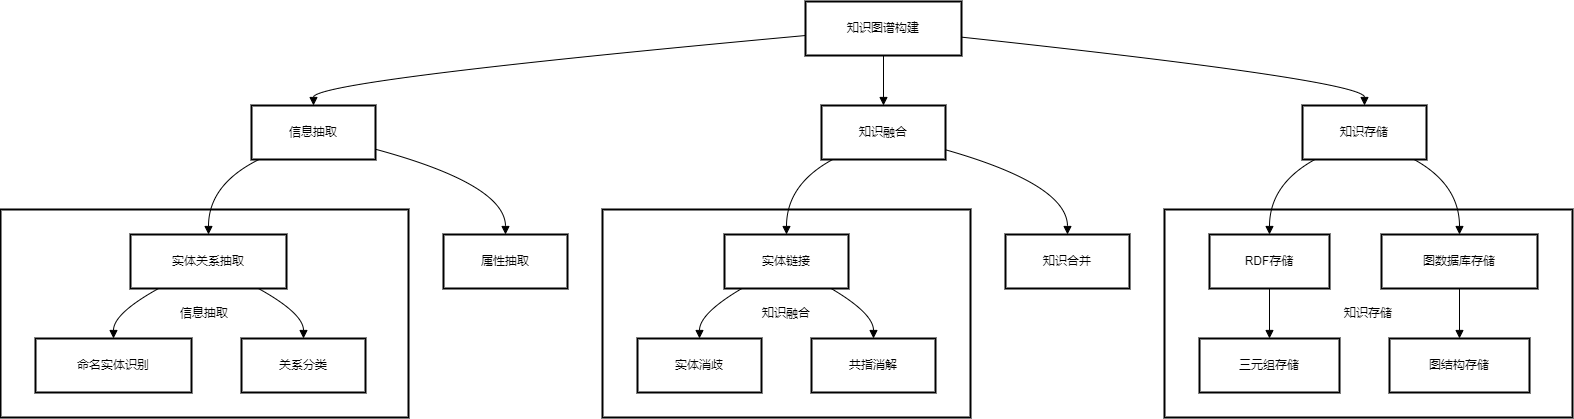 知识图谱构建
信息抽取
知识融合
知识存储
实体关系抽取
属性抽取
实体链接
知识合并
RDF存储
图数据库存储
信息抽取
知识融合
知识存储
命名实体识别
关系分类
实体消歧
共指消解
三元组存储
图结构存储